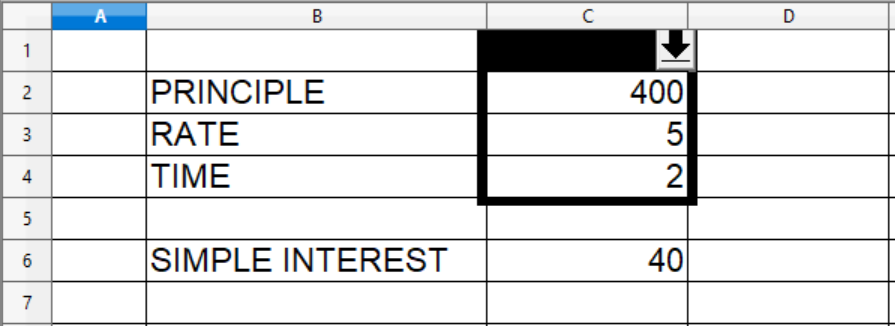 A B C D
1
2 PRINCIPLE 400
3 RATE 5
4 TIME 2
5
6 SIMPLE INTEREST 40
7